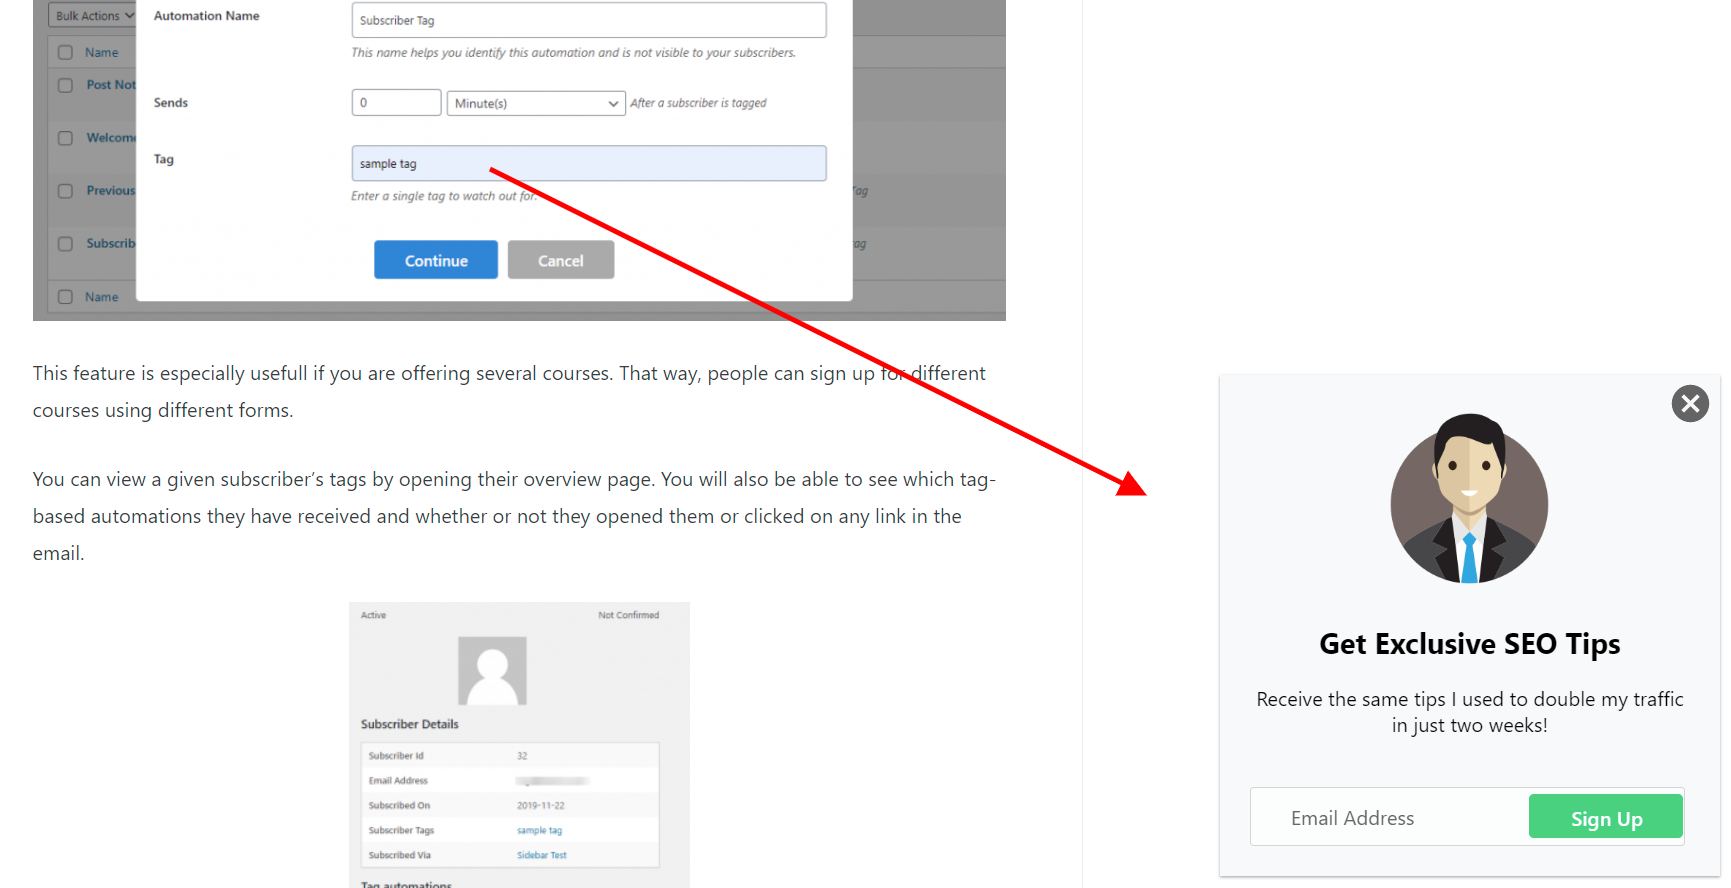 Bulk Actions
Automation Name
Subscriber Tag
This name helps you identify this automation and is not visible to your subscribers.
Name
Post Not
Sends
0
Minute(s)
After a subscriber is tagged
Welcome
Tag
sample tag
Enter a single tag to watch out for.
Previous
Tag
Subscrib
ag
Continue
Cancel
Name
This feature is especially usefull if you are offering several courses. That way, people can sign up for different
courses using different forms.
You can view a given subscriber’s tags by opening their overview page. You will also be able to see which tag-
based automations they have received and whether or not they opened them or clicked on any link in the
email.
Active
Not Confirmed
Subscriber Details
Subscriber Id 32
Email Address
Subscribed On 2019-11-22
Subscriber Tags sample tag
Subscribed Via Sidebar Test
Tag automations
Get Exclusive SEO Tips
Receive the same tips I used to double my traffic
in just two weeks!
Email Address
Sign Up